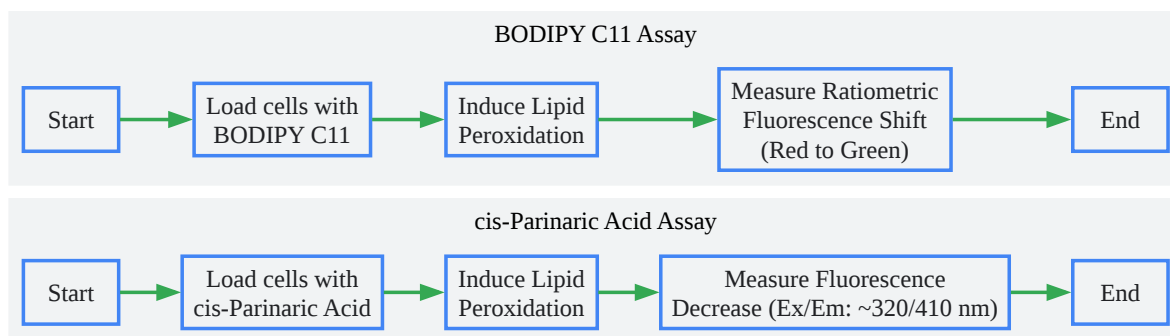 BODIPY C11 Assay
Start
Load cells with
BODIPY C11
Induce Lipid
Peroxidation
Measure Ratiometric
Fluorescence Shift
(Red to Green)
End
cis-Parinaric Acid Assay
Start
Load cells with
cis-Parinaric Acid
Induce Lipid
Peroxidation
Measure Fluorescence
Decrease (Ex/Em: ~320/410 nm)
End